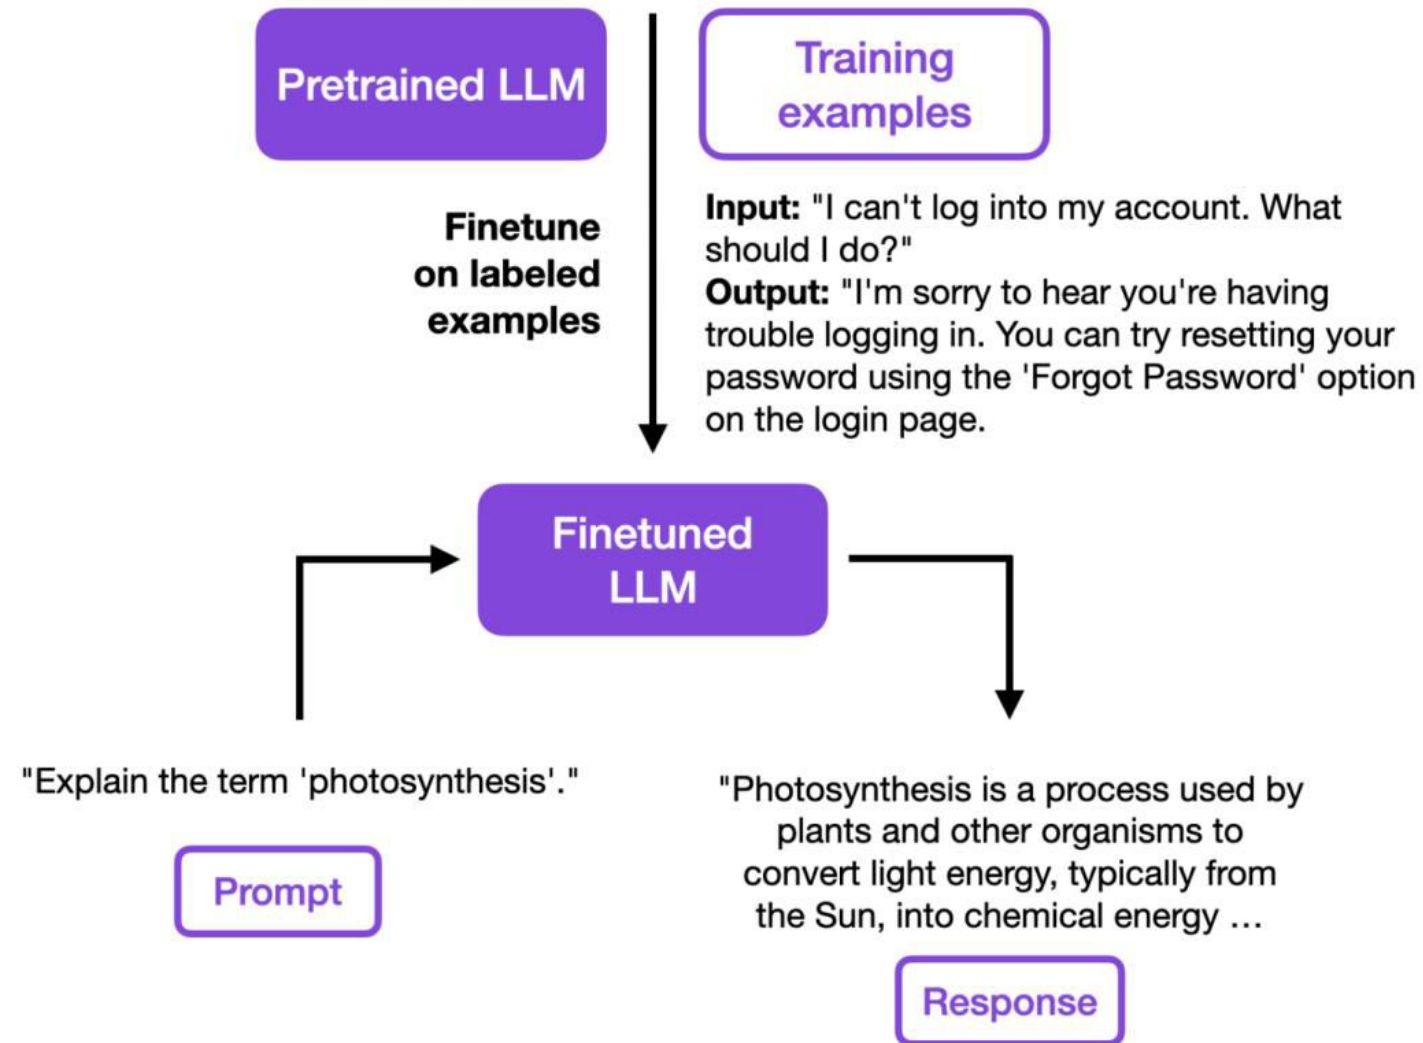 Pretrained LLM
Training
examples
Finetune
on labeled
examples
Input: "I can't log into my account. What
should I do?"
Output: "I'm sorry to hear you're having
trouble logging in. You can try resetting your
password using the 'Forgot Password' option
on the login page.
Finetuned
LLM
"Explain the term 'photosynthesis'."
Prompt
"Photosynthesis is a process used by
plants and other organisms to
convert light energy, typically from
the Sun, into chemical energy ...
Response